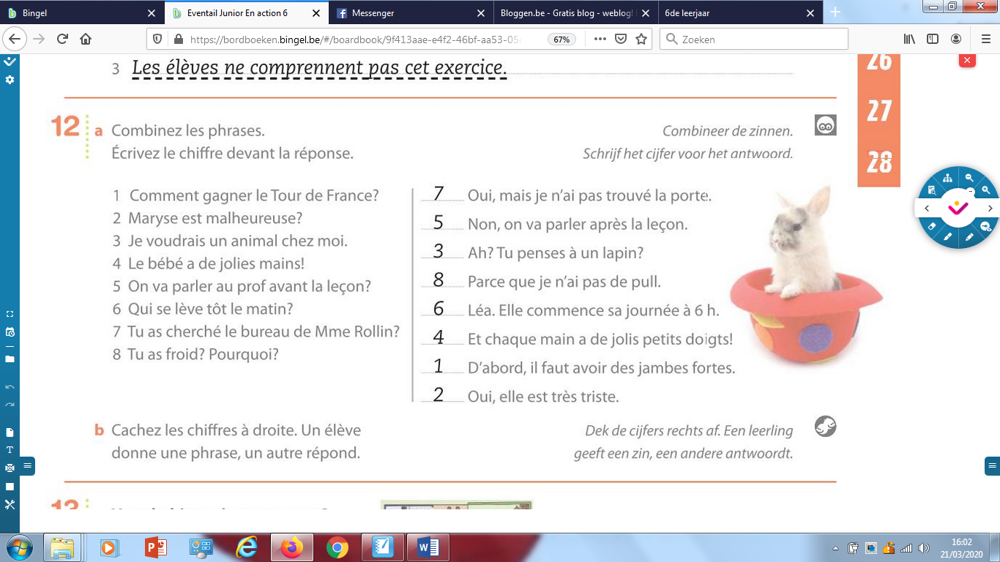 Bingel
Eventail Junior En action 6
Messenger
Bloggen.be - Gratis blog - weblog!
6de leerjaar
https://bordboeken.bingel.be/#/boardbook/9f413aae-e4f2-46bf-aa53-05
67%
Zoeken
3 Les élèves ne comprennent pas cet exercice.
26
27
28
12 a Combinez les phrases.
Combineer de zinnen.
Écrivez le chiffre devant la réponse.
Schrijf het cijfer voor het antwoord.
1 Comment gagner le Tour de France?
2 Maryse est malheureuse?
3 Je voudrais un animal chez moi.
4 Le bébé a de jolies mains!
5 On va parler au prof avant la leçon?
6 Qui se lève tôt le matin?
7 Tu as cherché le bureau de Mme Rollin?
8 Tu as froid? Pourquoi?
7 Oui, mais je n'ai pas trouvé la porte.
5 Non, on va parler après la leçon.
3 Ah? Tu penses à un lapin?
8 Parce que je n'ai pas de pull.
6 Léa. Elle commence sa journée à 6 h.
4 Et chaque main a de jolis petits doigts!
1 D'abord, il faut avoir des jambes fortes.
2 Oui, elle est très triste.
b Cachez les chiffres à droite. Un élève
donne une phrase, un autre répond.
Dek de cijfers rechts af. Een leerling
geeft een zin, een andere antwoordt.
13
16:02
21/03/2020